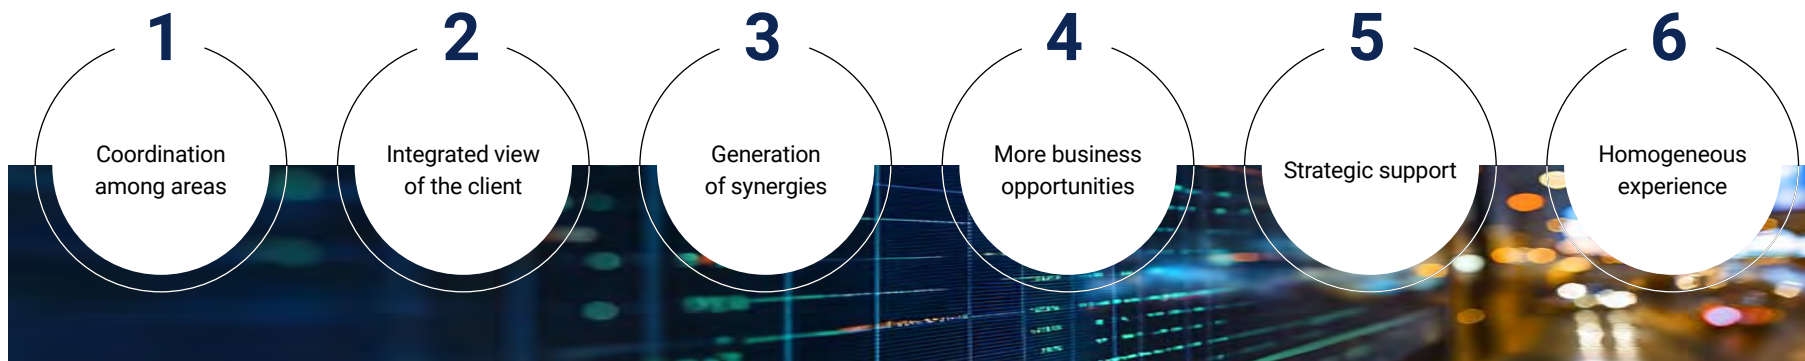 1
Coordination
among areas
2
Integrated view
of the client
3
Generation
of synergies
4
More business
opportunities
5
Strategic support
6
Homogeneous
experience